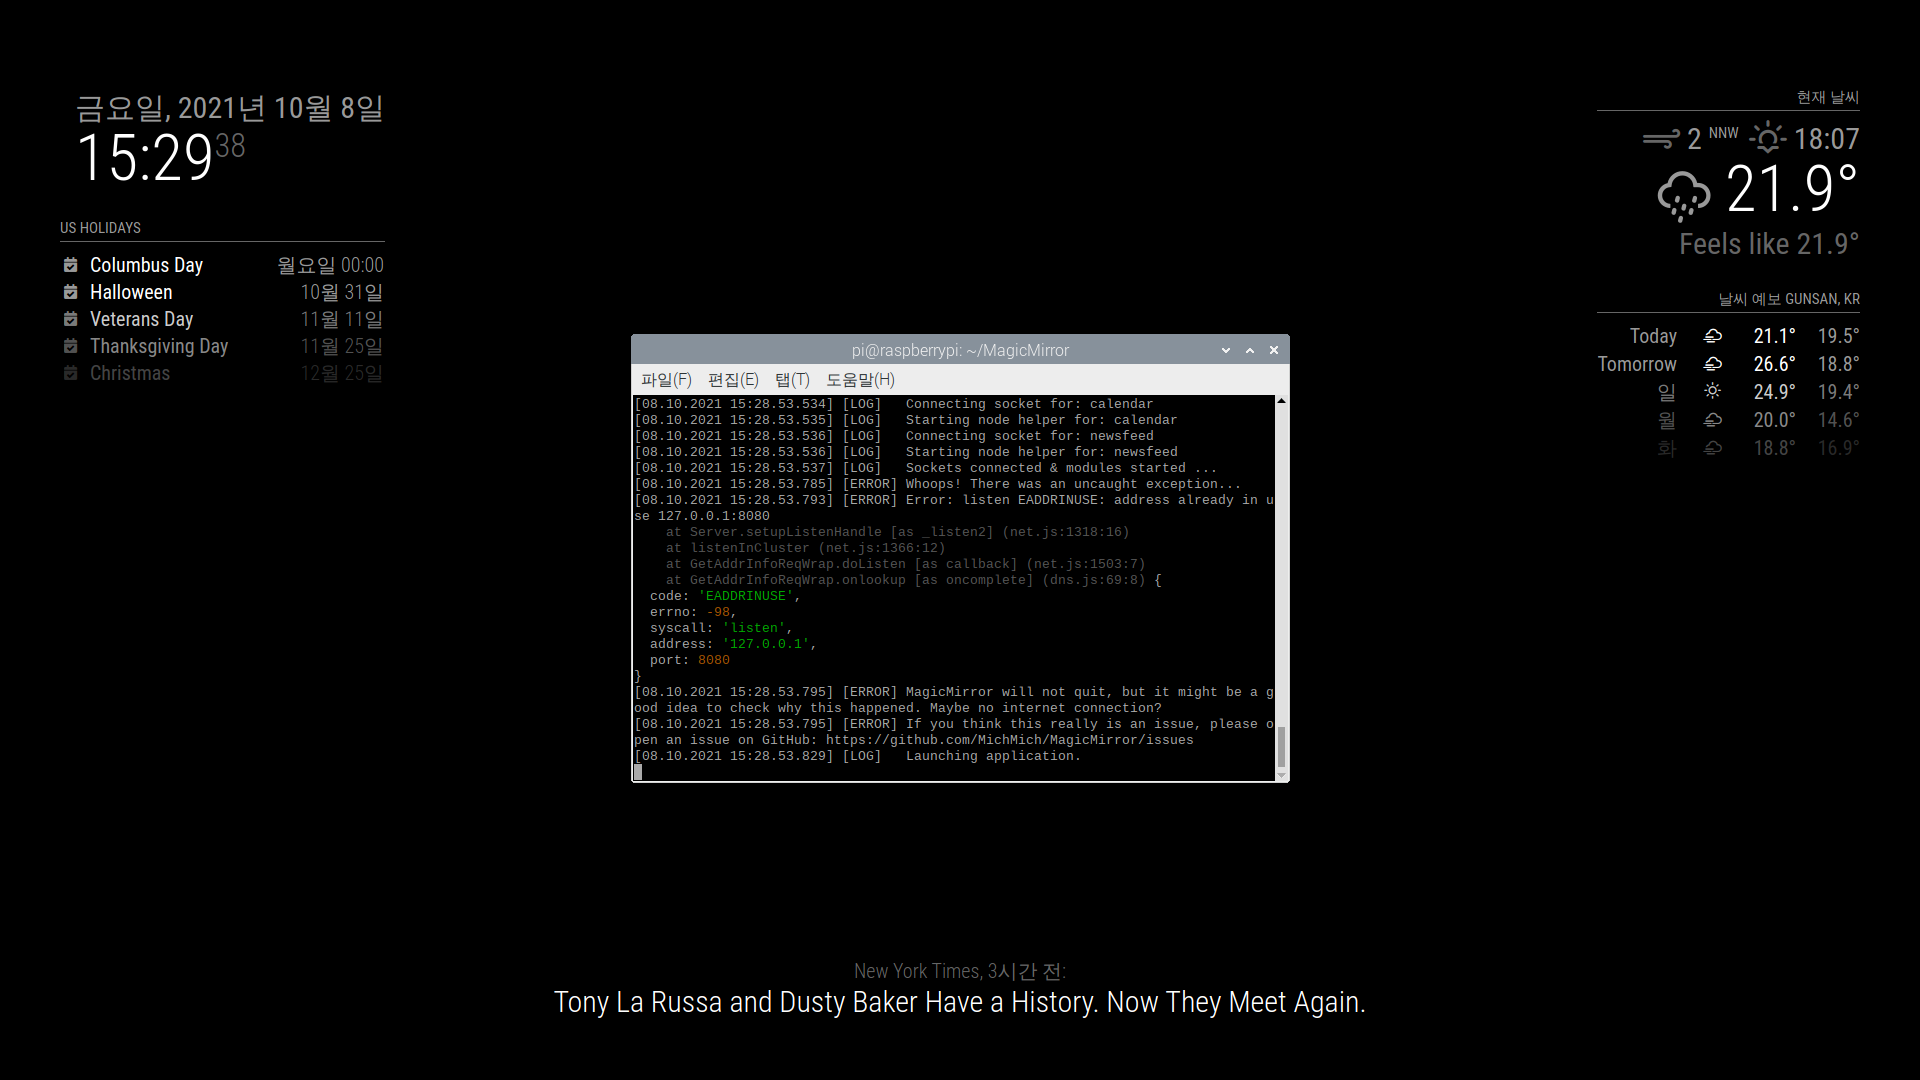 금요일, 2021년 10월 8일
15:29 38
US HOLIDAYS
Columbus Day 월요일 00:00
Halloween 10월 31일
Veterans Day 11월 11일
Thanksgiving Day 11월 25일
Christmas 12월 25일
현재 날씨
2 NNW 18:07
21.9°
Feels like 21.9°
날씨 예보 GUNSAN, KR
Today 21.1° 19.5°
Tomorrow 26.6° 18.8°
일 24.9° 19.4°
월 20.0° 14.6°
화 18.8° 16.9°
pi@raspberrypi: ~/MagicMirror
파일(F) 편집(E) 탭(T) 도움말(H)
[08.10.2021 15:28.53.534] [LOG]   Connecting socket for: calendar
[08.10.2021 15:28.53.535] [LOG]   Starting node helper for: calendar
[08.10.2021 15:28.53.536] [LOG]   Connecting socket for: newsfeed
[08.10.2021 15:28.53.536] [LOG]   Starting node helper for: newsfeed
[08.10.2021 15:28.53.537] [LOG]   Sockets connected & modules started ...
[08.10.2021 15:28.53.785] [ERROR] Whoops! There was an uncaught exception...
[08.10.2021 15:28.53.793] [ERROR] Error: listen EADDRINUSE: address already in u
se 127.0.0.1:8080
    at Server.setupListenHandle [as _listen2] (net.js:1318:16)
    at listenInCluster (net.js:1366:12)
    at GetAddrInfoReqWrap.doListen [as callback] (net.js:1503:7)
    at GetAddrInfoReqWrap.onlookup [as oncomplete] (dns.js:69:8) {
  code: 'EADDRINUSE',
  errno: -98,
  syscall: 'listen',
  address: '127.0.0.1',
  port: 8080
}
[08.10.2021 15:28.53.795] [ERROR] MagicMirror will not quit, but it might be a g
ood idea to check why this happened. Maybe no internet connection?
[08.10.2021 15:28.53.795] [ERROR] If you think this really is an issue, please o
pen an issue on GitHub: https://github.com/MichMich/MagicMirror/issues
[08.10.2021 15:28.53.829] [LOG]   Launching application.
New York Times, 3시간 전:
Tony La Russa and Dusty Baker Have a History. Now They Meet Again.